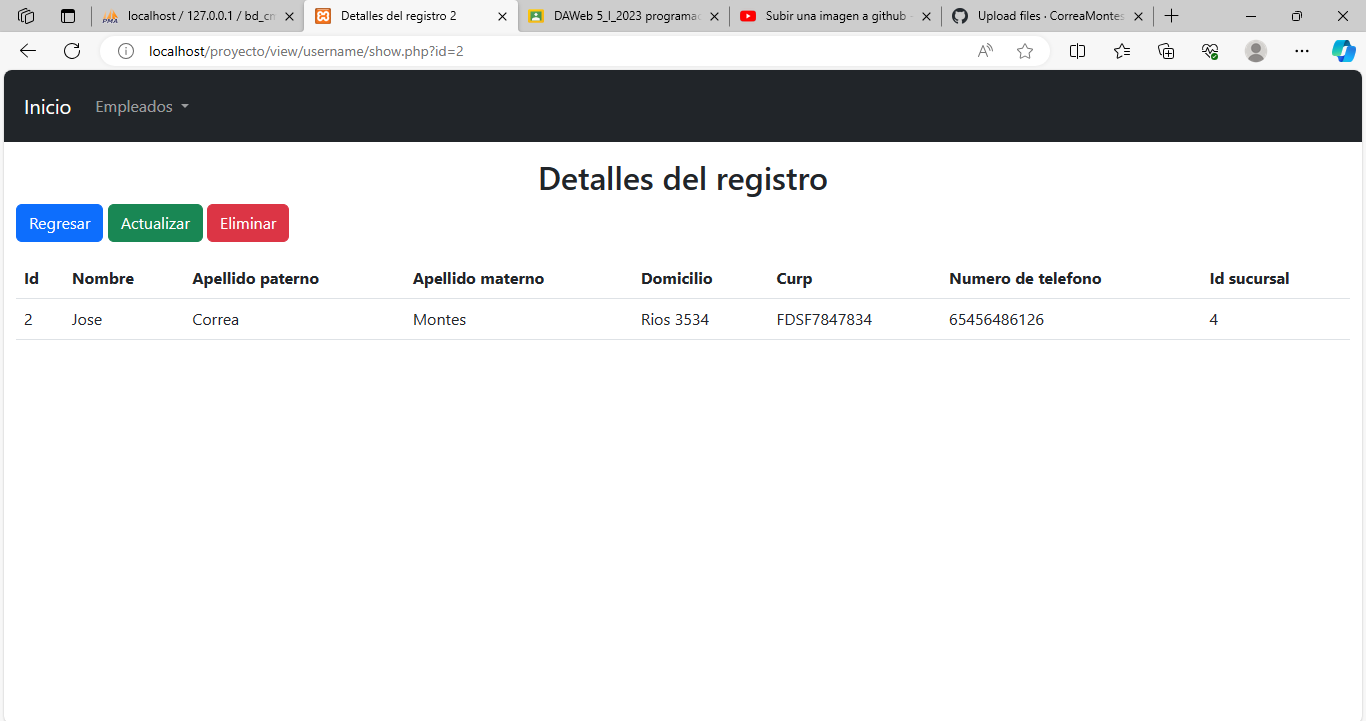 localhost / 127.0.0.1 / bd_cr
Detalles del registro 2
DAWeb 5_I_2023 programa
Subir una imagen a github
Upload files · CorreaMontes
localhost/proyecto/view/username/show.php?id=2
Inicio Empleados
Detalles del registro
Regresar Actualizar Eliminar
Id Nombre Apellido paterno Apellido materno Domicilio Curp Numero de telefono Id sucursal
2 Jose Correa Montes Rios 3534 FDSF7847834 65456486126 4